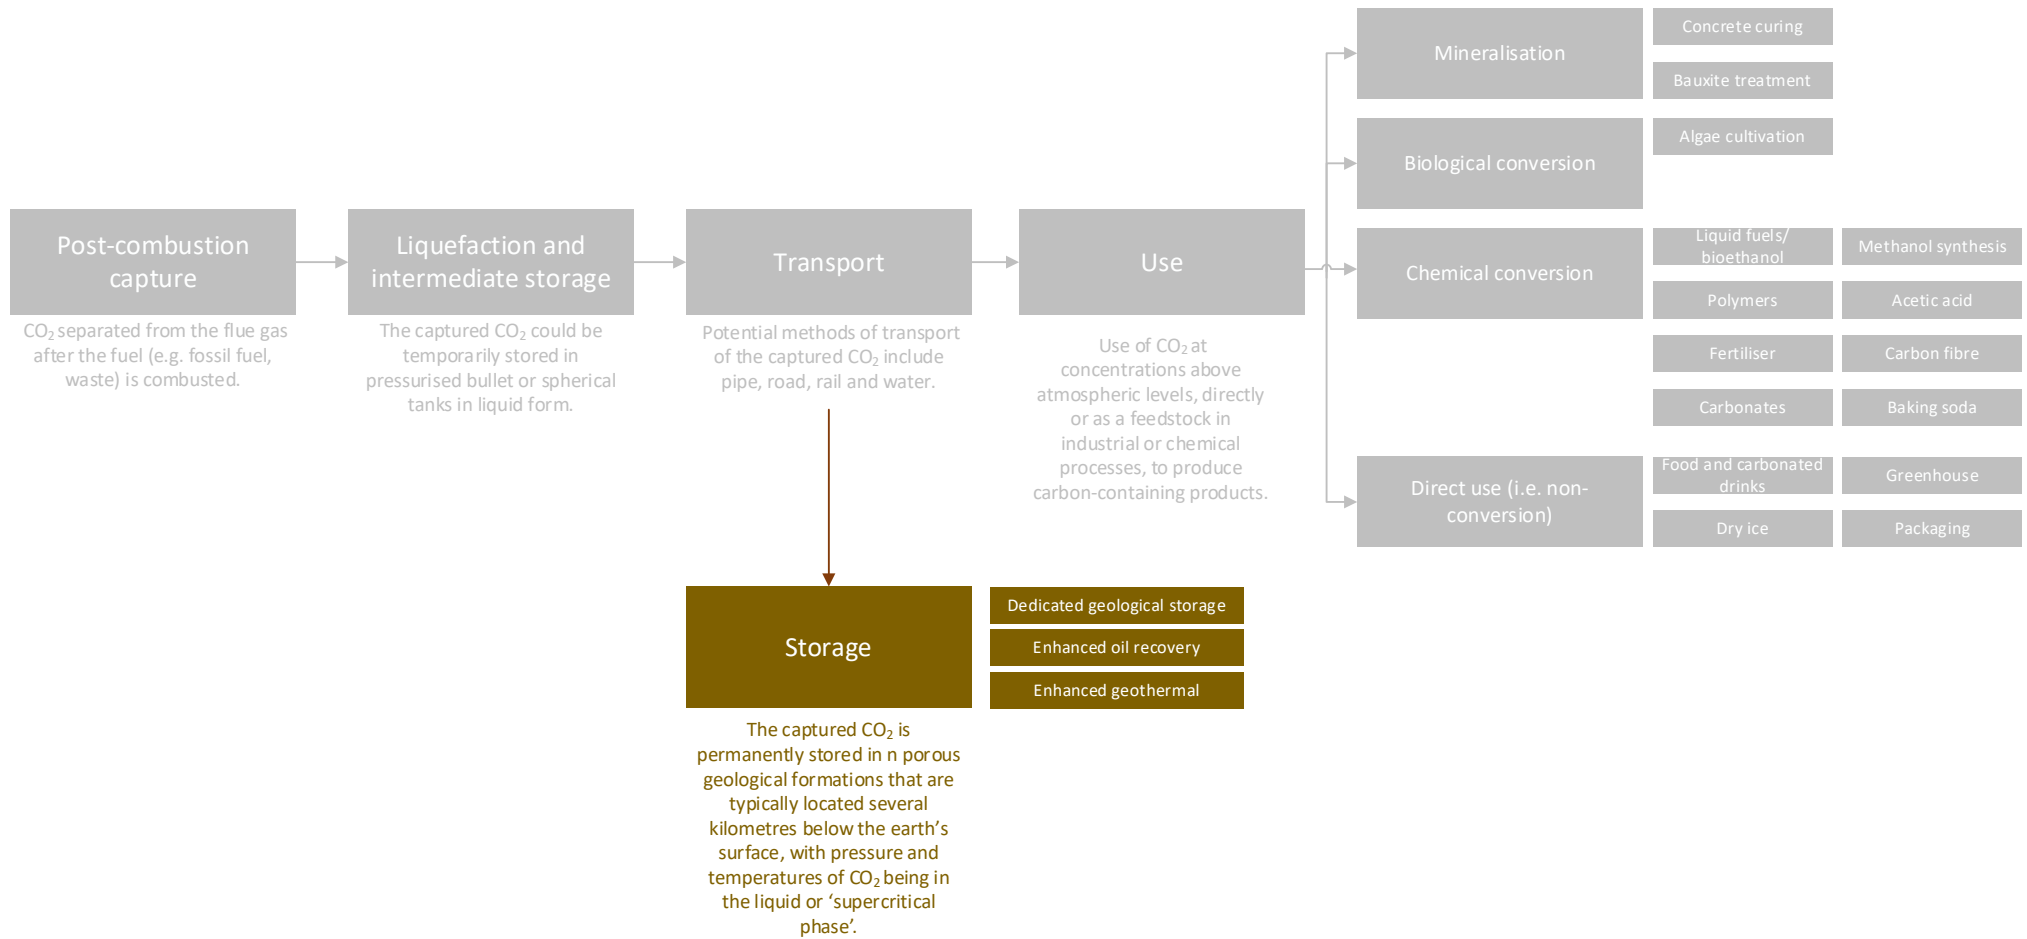 Post-combustion
capture
CO₂ separated from the flue gas
after the fuel (e.g. fossil fuel,
waste) is combusted.
Liquefaction and
intermediate storage
The captured CO₂ could be
temporarily stored in
pressurised bullet or spherical
tanks in liquid form.
Transport
Potential methods of transport
of the captured CO₂ include
pipe, road, rail and water.
Use
Use of CO₂ at
concentrations above
atmospheric levels, directly
or as a feedstock in
industrial or chemical
processes, to produce
carbon-containing products.
Mineralisation
Concrete curing
Bauxite treatment
Biological conversion
Algae cultivation
Chemical conversion
Liquid fuels/
bioethanol
Methanol synthesis
Polymers
Acetic acid
Fertiliser
Carbon fibre
Carbonates
Baking soda
Direct use (i.e. non-
conversion)
Food and carbonated
drinks
Greenhouse
Dry ice
Packaging
Storage
Dedicated geological storage
Enhanced oil recovery
Enhanced geothermal
The captured CO₂ is
permanently stored in n porous
geological formations that are
typically located several
kilometres below the earth’s
surface, with pressure and
temperatures of CO₂ being in
the liquid or ‘supercritical
phase’.